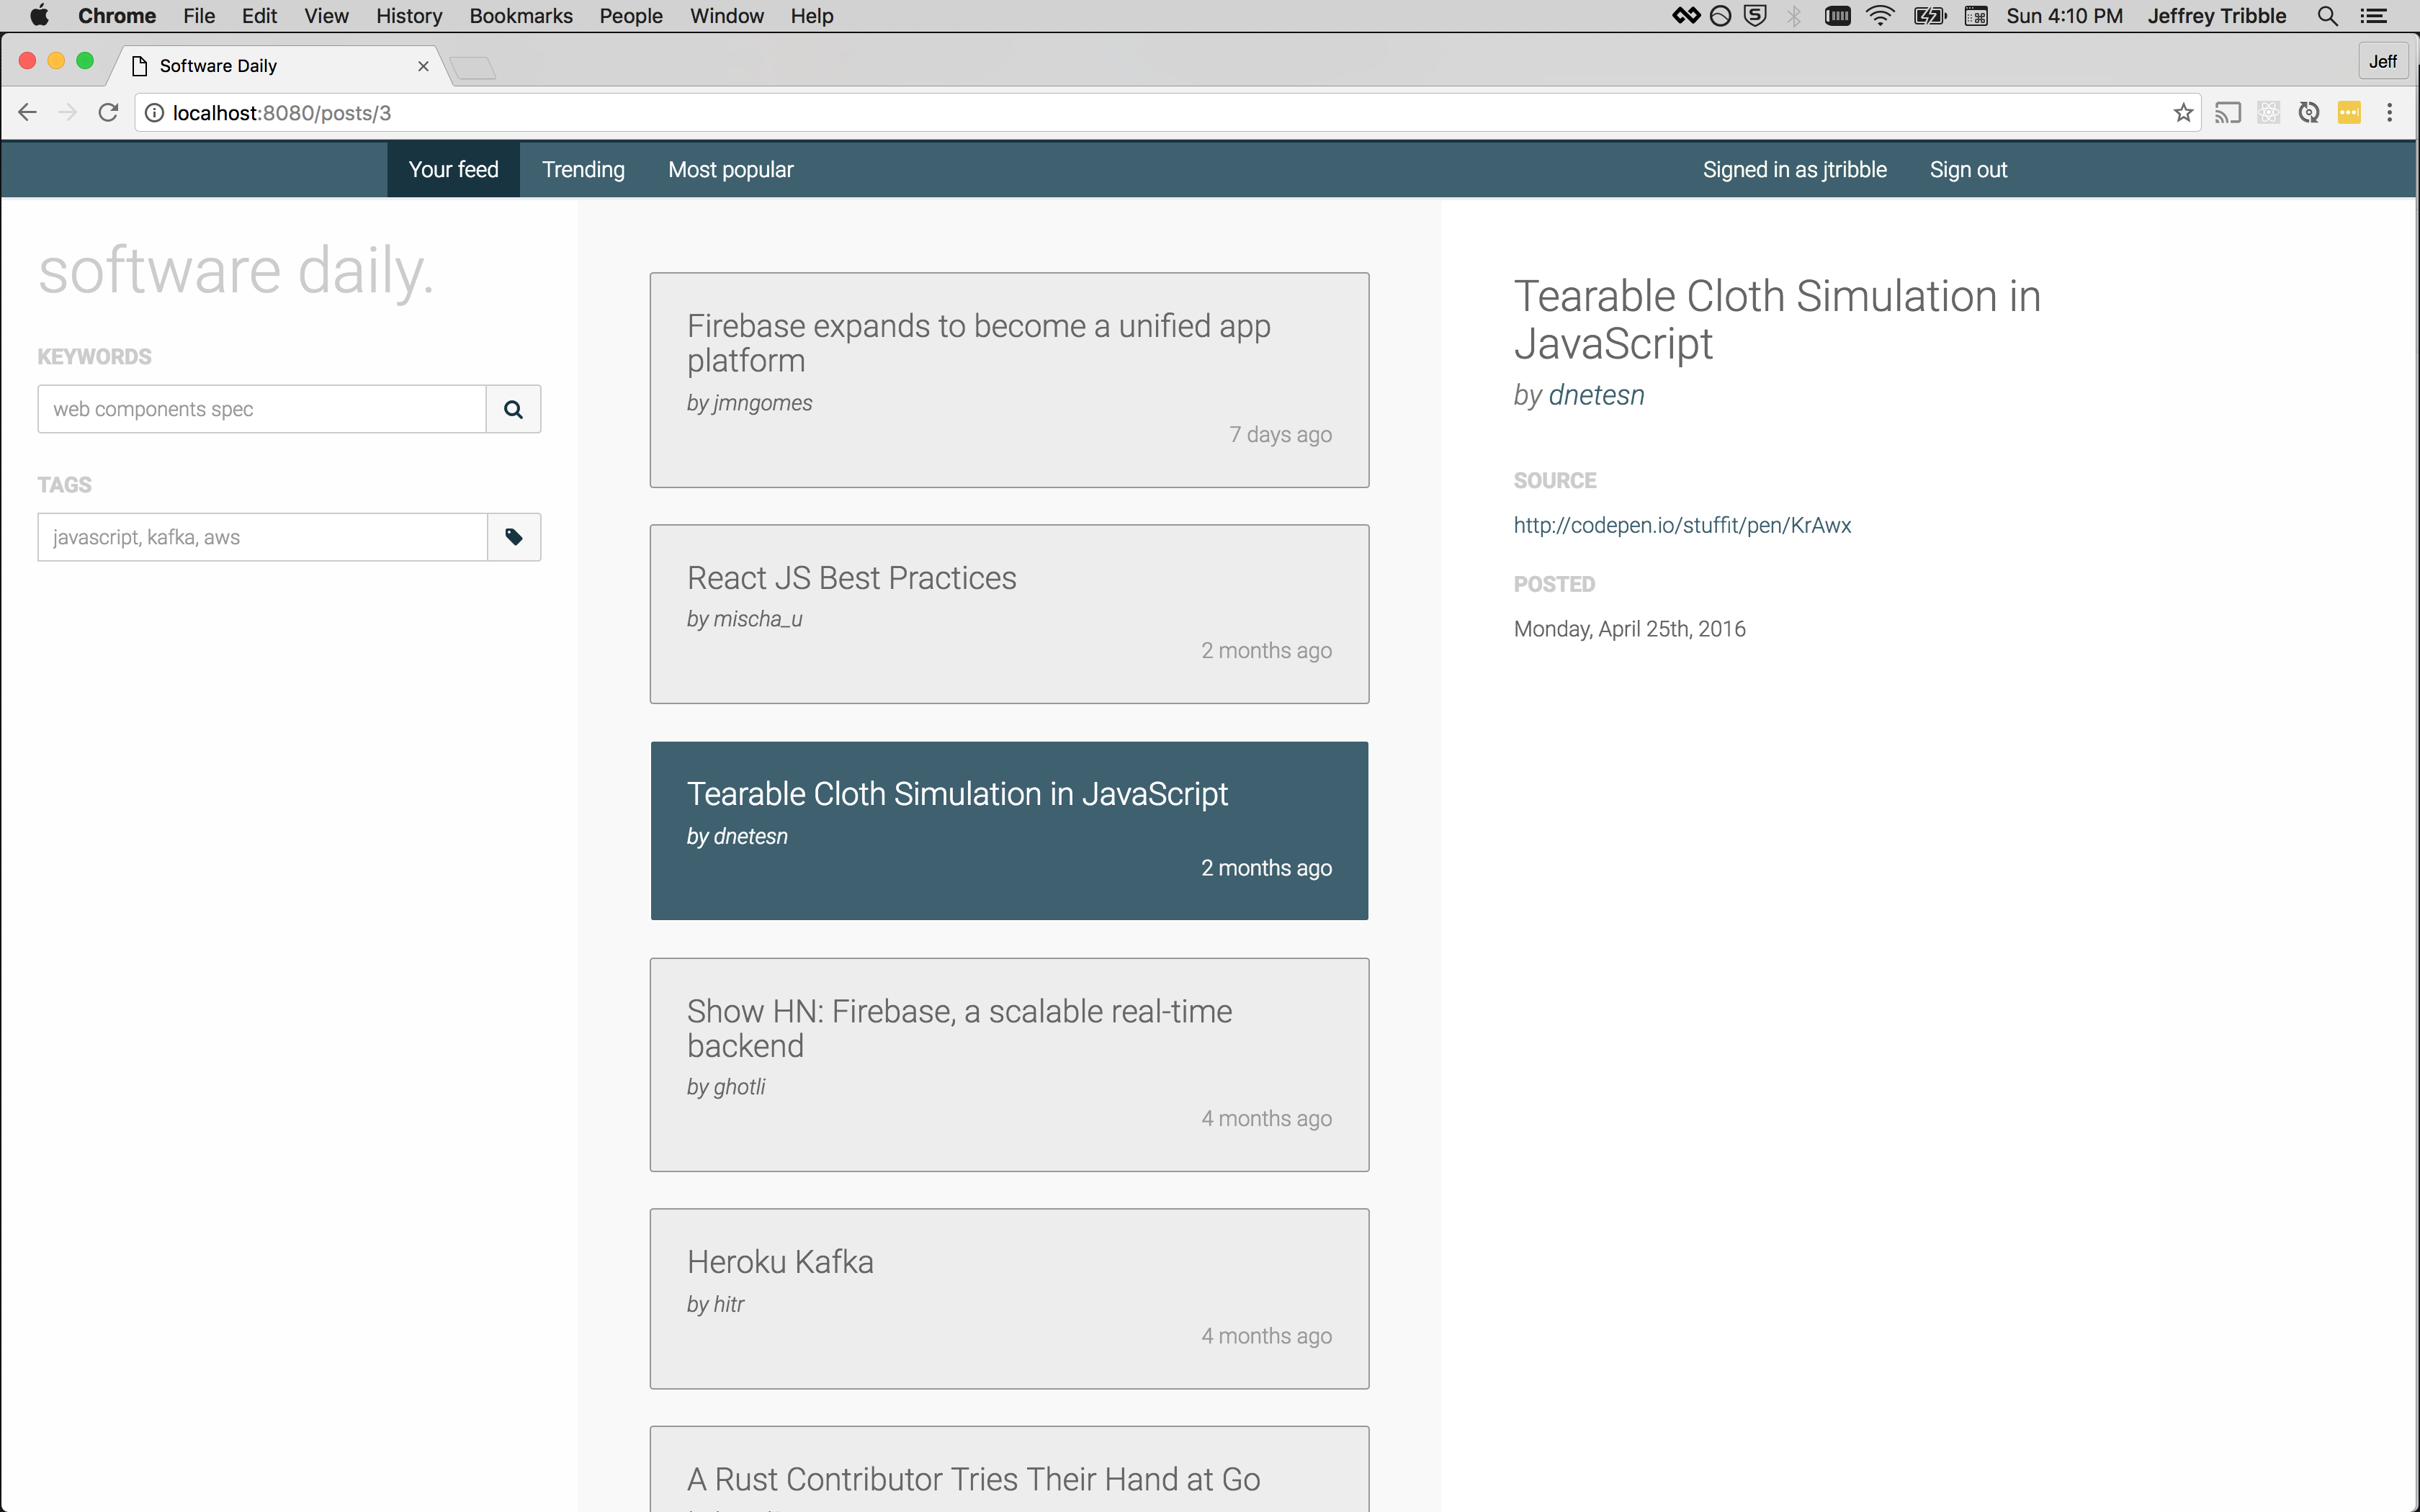 Chrome File Edit View History Bookmarks People Window Help
Sun 4:10 PM Jeffrey Tribble
Software Daily
Jeff
localhost:8080/posts/3
Your feed Trending Most popular Signed in as jtribble Sign out
software daily.
KEYWORDS
web components spec
TAGS
javascript, kafka, aws
Firebase expands to become a unified app
platform
by jmngomes
7 days ago
React JS Best Practices
by mischa_u
2 months ago
Tearable Cloth Simulation in JavaScript
by dnetesn
2 months ago
Show HN: Firebase, a scalable real-time
backend
by ghotli
4 months ago
Heroku Kafka
by hitr
4 months ago
A Rust Contributor Tries Their Hand at Go
Tearable Cloth Simulation in
JavaScript
by dnetesn
SOURCE
http://codepen.io/stuffit/pen/KrAwx
POSTED
Monday, April 25th, 2016